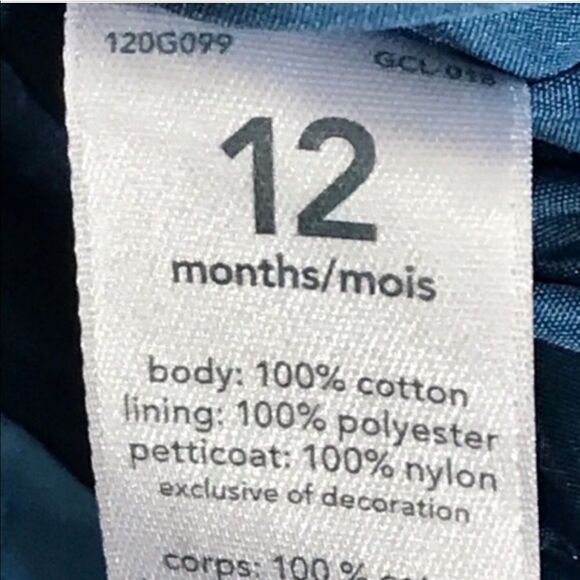 120G099
GCL 018
12
months/mois
body: 100% cotton
lining: 100% polyester
petticoat: 100% nylon
exclusive of decoration
corps: 100 %